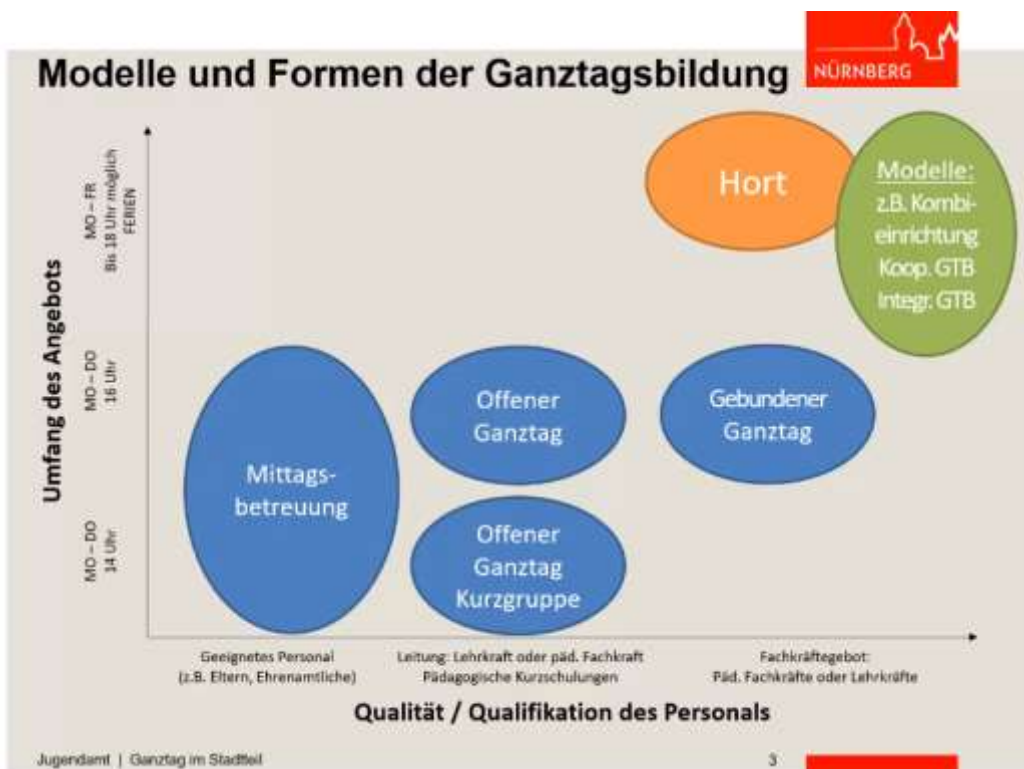 Modelle und Formen der Ganztagsbildung
NÜRNBERG
Umfang des Angebots
MO – FR
Bis 18 Uhr möglich
FERIEN
MO – DO
16 Uhr
MO – DO
14 Uhr
Hort
Modelle:
z.B. Kombi-
einrichtung
Koop. GTB
Integr. GTB
Mittags-
betreuung
Offener
Ganztag
Gebundener
Ganztag
Offener
Ganztag
Kurzgruppe
Geeignetes Personal
(z.B. Eltern, Ehrenamtliche)
Leitung: Lehrkraft oder päd. Fachkraft
Pädagogische Kurzschulungen
Fachkräftegebot:
Päd. Fachkräfte oder Lehrkräfte
Qualität / Qualifikation des Personals
Jugendamt | Ganztag im Stadtteil
3